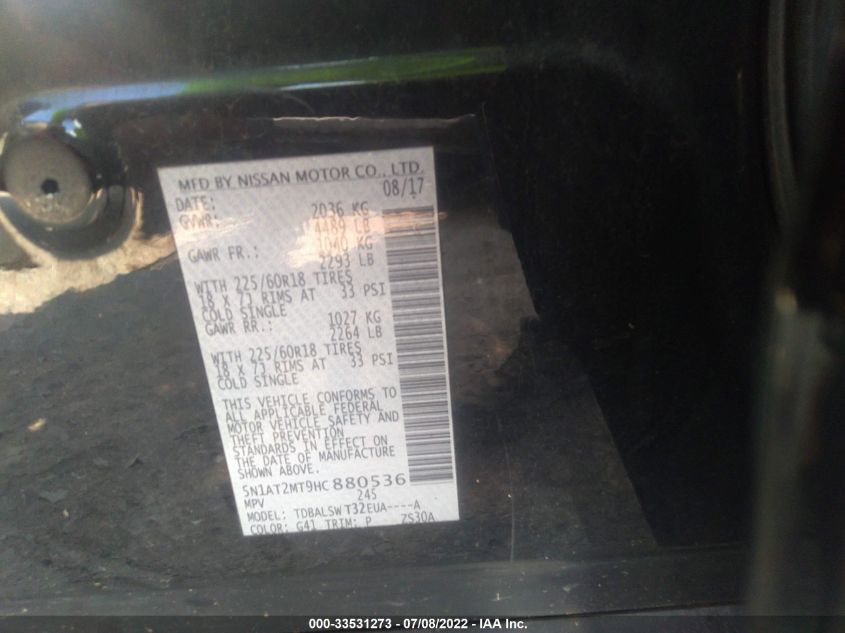 MFD BY NISSAN MOTOR CO., LTD.
DATE: 08/17
GVWR: 2036 KG
4489 LB
GAWR FR.: 1040 KG
2293 LB
WITH 225/60R18 TIRES
18 X 7J RIMS AT 33 PSI
COLD SINGLE
GAWR RR.: 1027 KG
2264 LB
WITH 225/60R18 TIRES
18 X 7J RIMS AT 33 PSI
COLD SINGLE
THIS VEHICLE CONFORMS TO
ALL APPLICABLE FEDERAL
MOTOR VEHICLE SAFETY AND
THEFT PREVENTION
STANDARDS IN EFFECT ON
THE DATE OF MANUFACTURE
SHOWN ABOVE.
5N1AT2MT9HC880536
MPV 245
MODEL: TDBALSWT32EUA----A
COLOR: G41 TRIM: P ZS30A
000-33531273 - 07/08/2022 - IAA Inc.